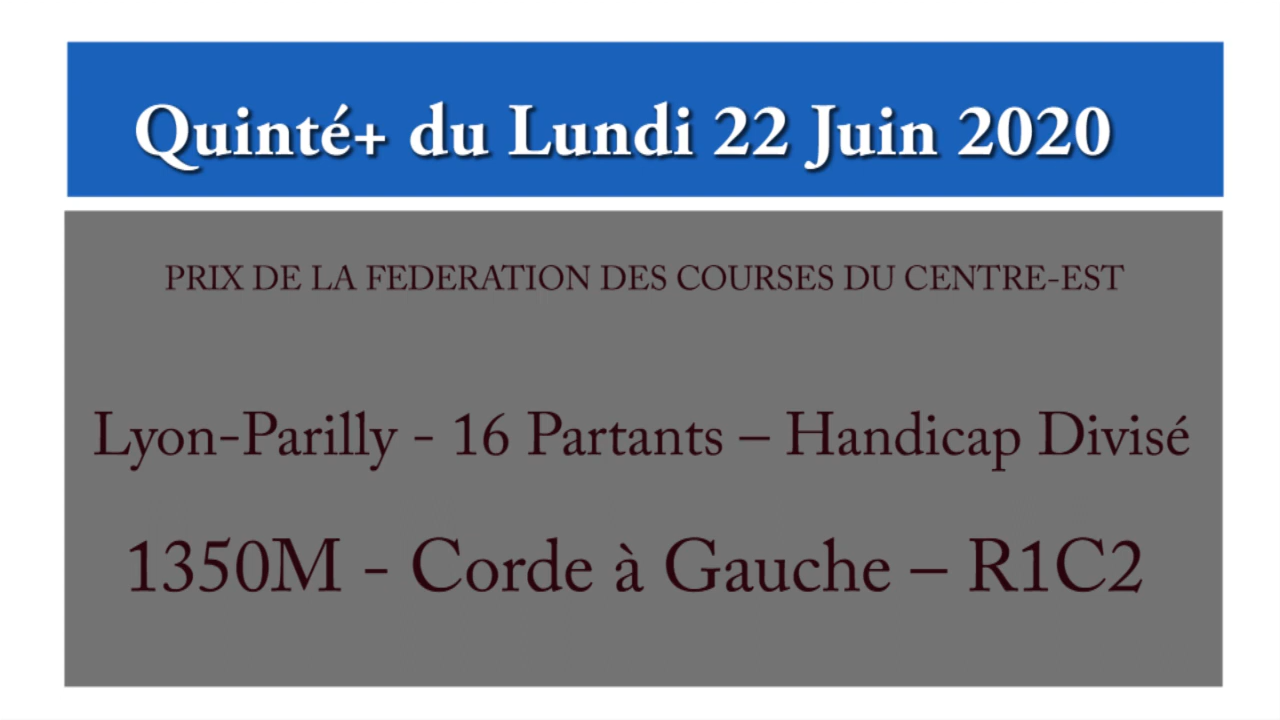 Quinté+ du Lundi 22 Juin 2020
PRIX DE LA FEDERATION DES COURSES DU CENTRE-EST
Lyon-Parilly - 16 Partants – Handicap Divisé
1350M - Corde à Gauche – R1C2